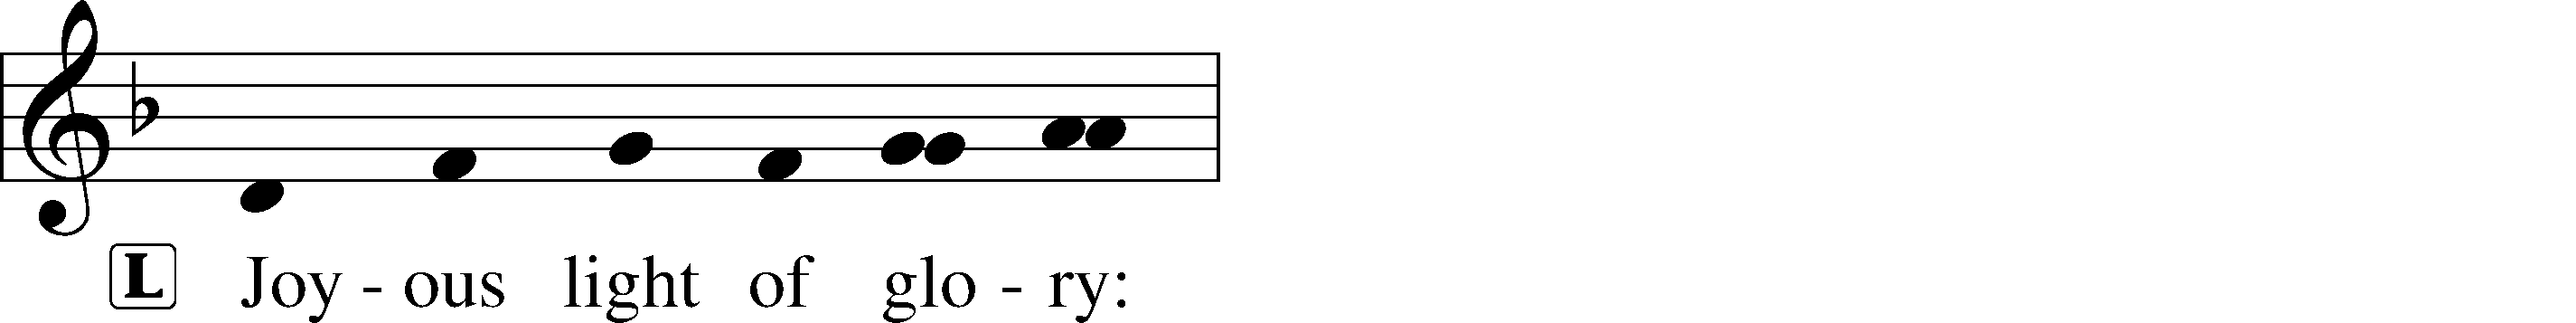 L Joy - ous light of glo - ry: